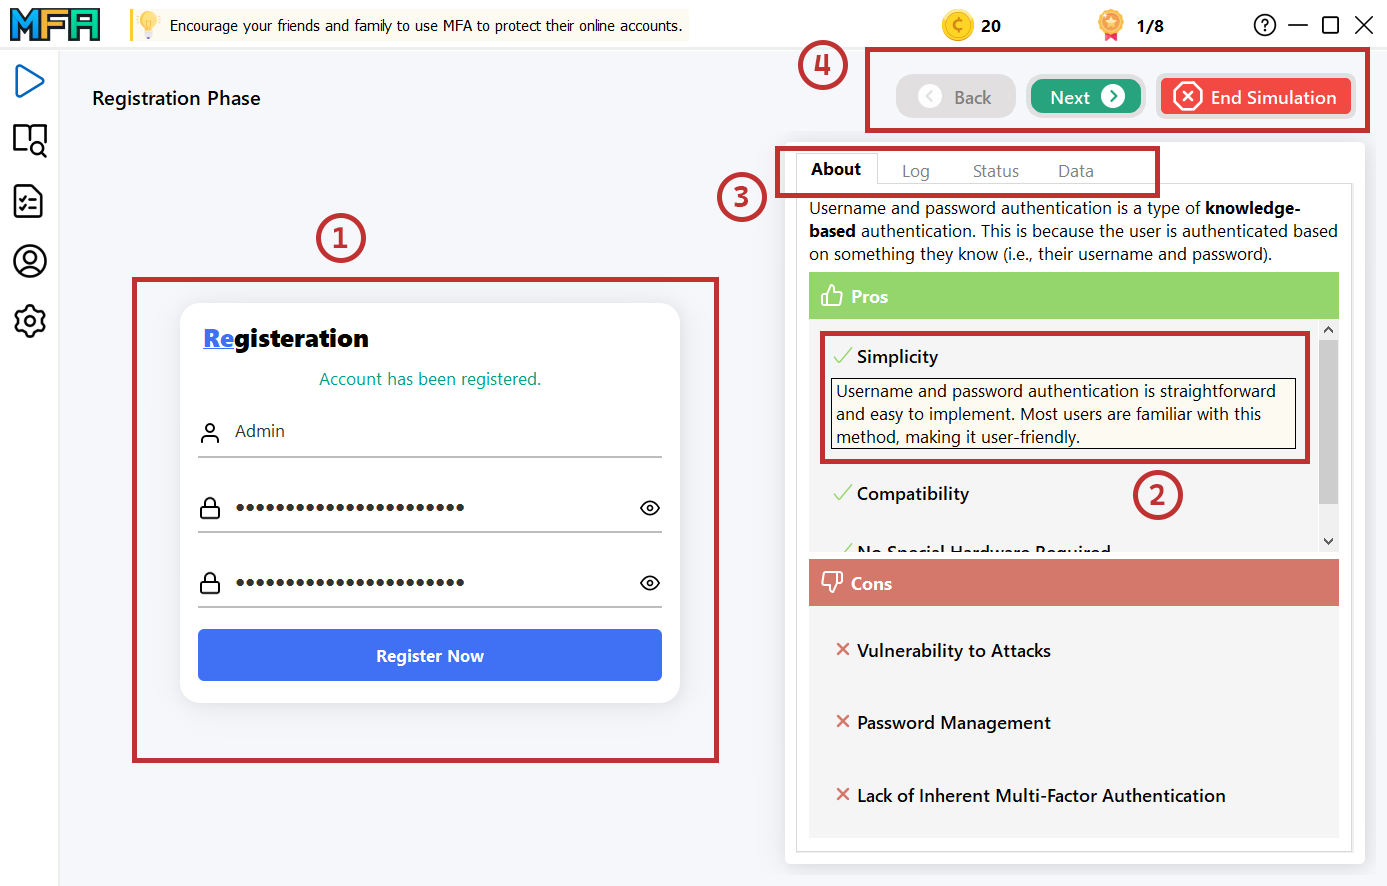 MFA
Encourage your friends and family to use MFA to protect their online accounts.
20
1/8
4
Registration Phase
Back
Next
End Simulation
3
About
Log
Status
Data
Username and password authentication is a type of knowledge-
based authentication. This is because the user is authenticated based
on something they know (i.e., their username and password).
1
Pros
Registeration
Account has been registered.
Admin
Register Now
Simplicity
Username and password authentication is straightforward
and easy to implement. Most users are familiar with this
method, making it user-friendly.
Compatibility
2
No Special Hardware Required
Cons
Vulnerability to Attacks
Password Management
Lack of Inherent Multi-Factor Authentication